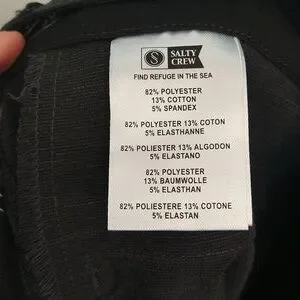 S
SALTY
CREW
FIND REFUGE IN THE SEA
82% POLYESTER
13% COTTON
5% SPANDEX
82% POLYESTER 13% COTON
5% ELASTHANNE
82% POLIESTER 13% ALGODON
5% ELASTANO
82% POLYESTER
13% BAUMWOLLE
5% ELASTHAN
82% POLIESTERE 13% COTONE
5% ELASTAN